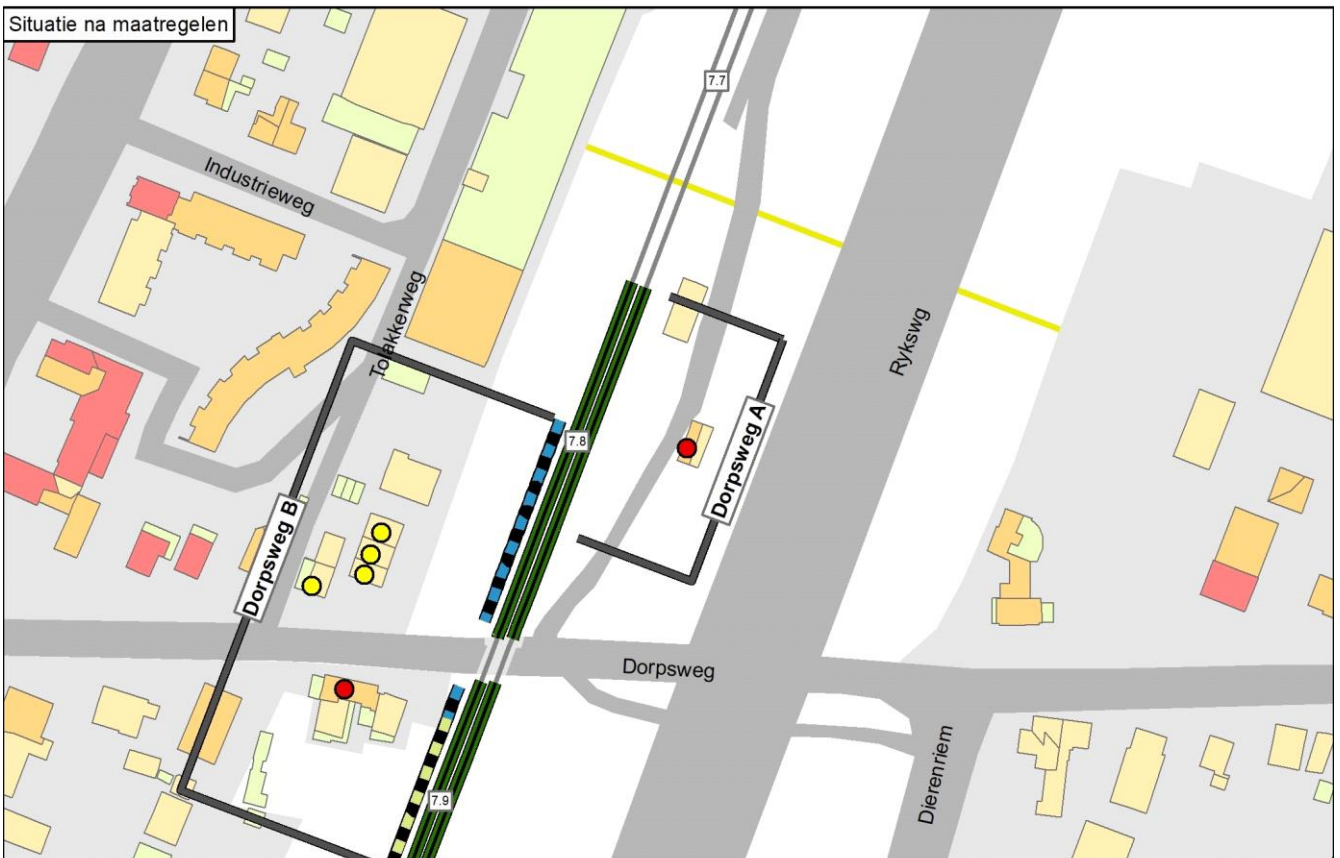 Situatie na maatregelen
7.7
Industrieweg
Tolakkerweg
Rykswg
7.8
Dorpsweg A
Dorpsweg B
Dorpsweg
Dierenriem
7.9